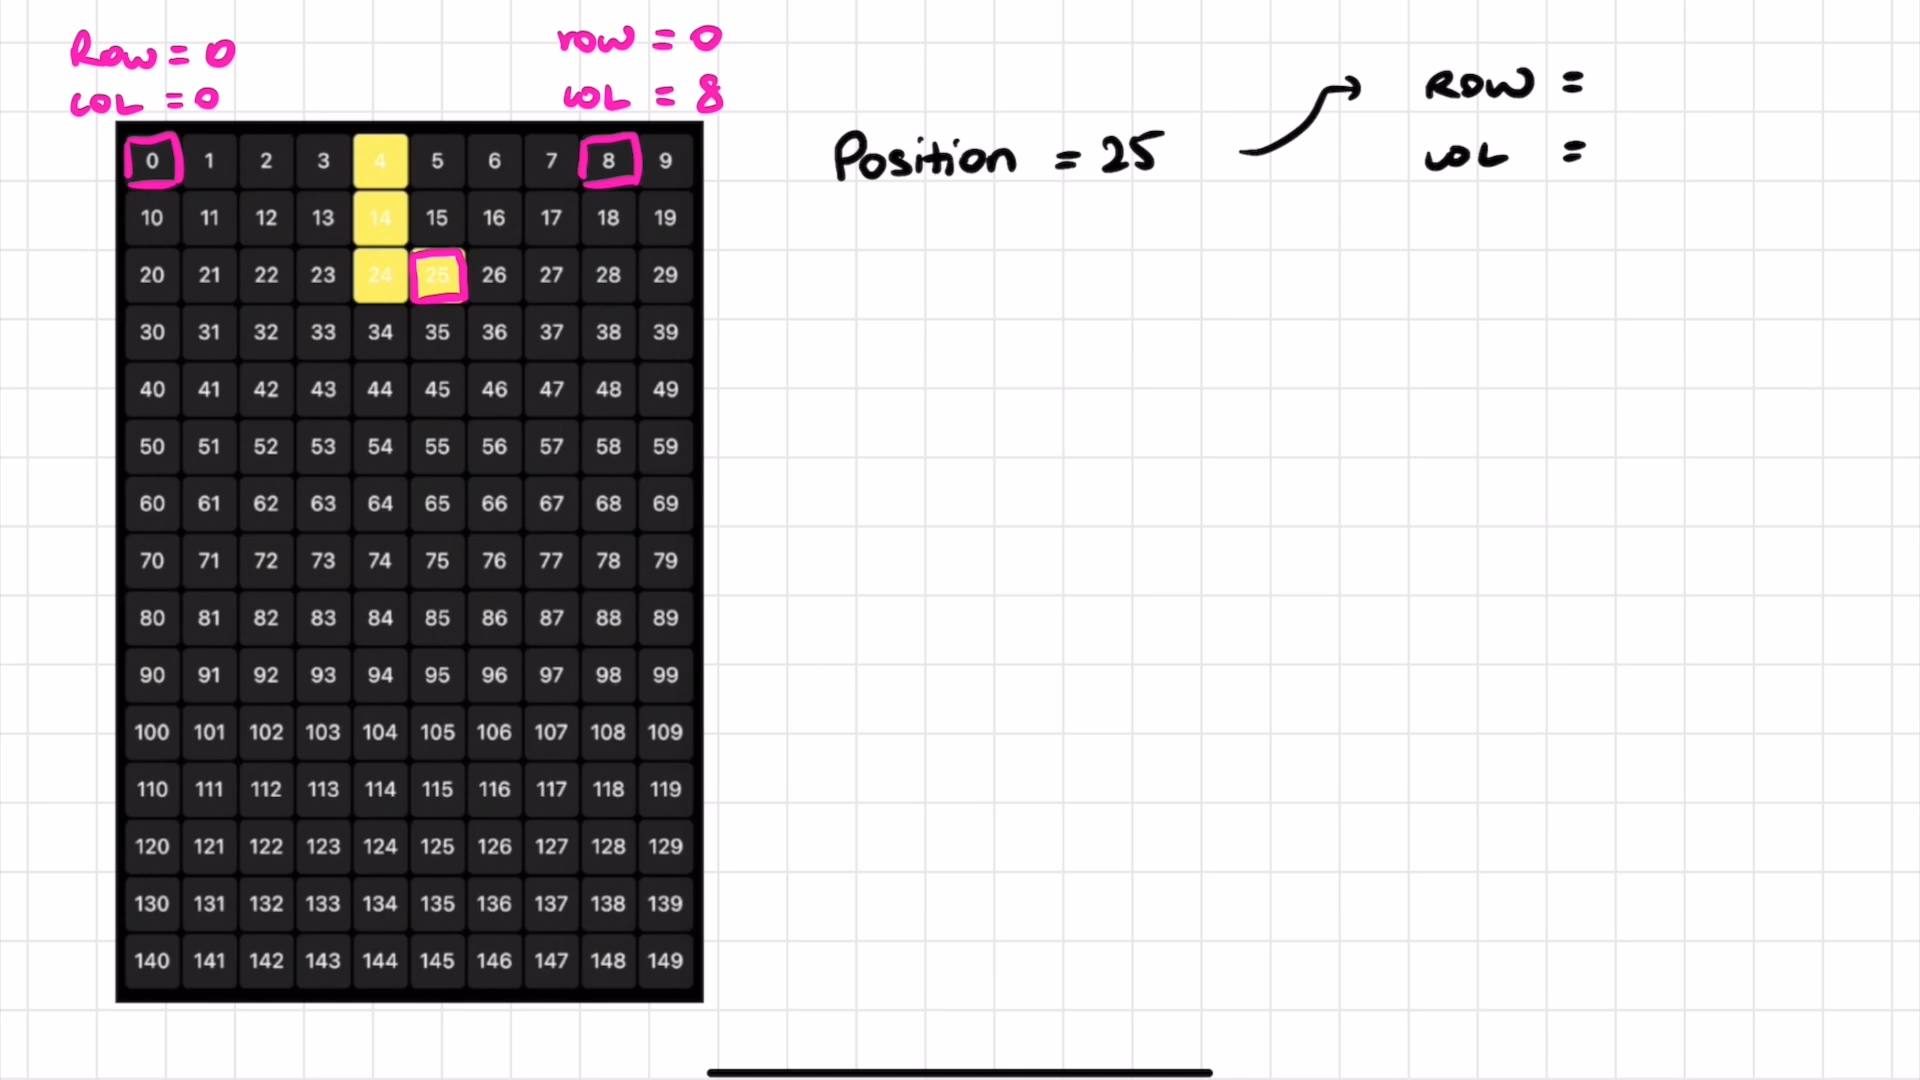 Row = 0
COL = 0
row = 0
COL = 8
Position = 25
ROW =
COL =
0 1 2 3 4 5 6 7 8 9
10 11 12 13 14 15 16 17 18 19
20 21 22 23 24 25 26 27 28 29
30 31 32 33 34 35 36 37 38 39
40 41 42 43 44 45 46 47 48 49
50 51 52 53 54 55 56 57 58 59
60 61 62 63 64 65 66 67 68 69
70 71 72 73 74 75 76 77 78 79
80 81 82 83 84 85 86 87 88 89
90 91 92 93 94 95 96 97 98 99
100 101 102 103 104 105 106 107 108 109
110 111 112 113 114 115 116 117 118 119
120 121 122 123 124 125 126 127 128 129
130 131 132 133 134 135 136 137 138 139
140 141 142 143 144 145 146 147 148 149